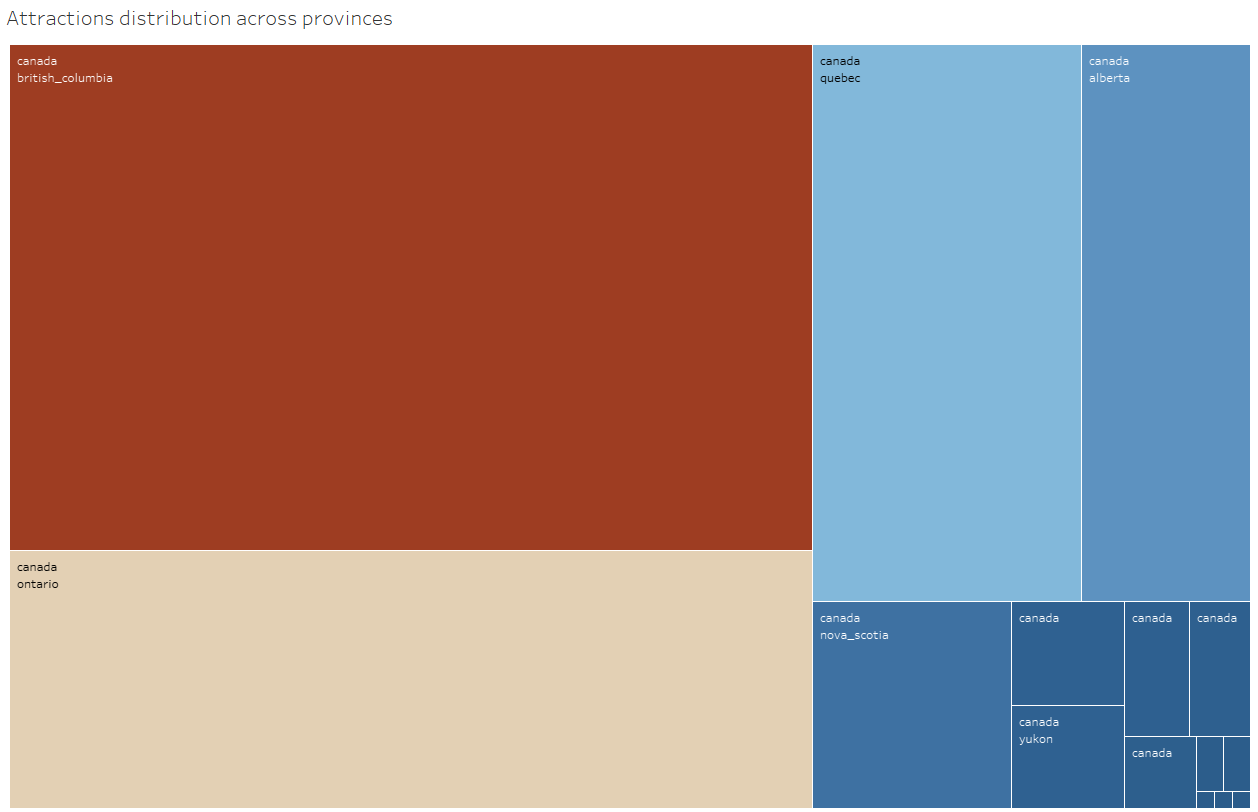 Attractions distribution across provinces
canada
british_columbia
canada
quebec
canada
alberta
canada
ontario
canada
nova_scotia
canada
canada
canada
canada
yukon
canada